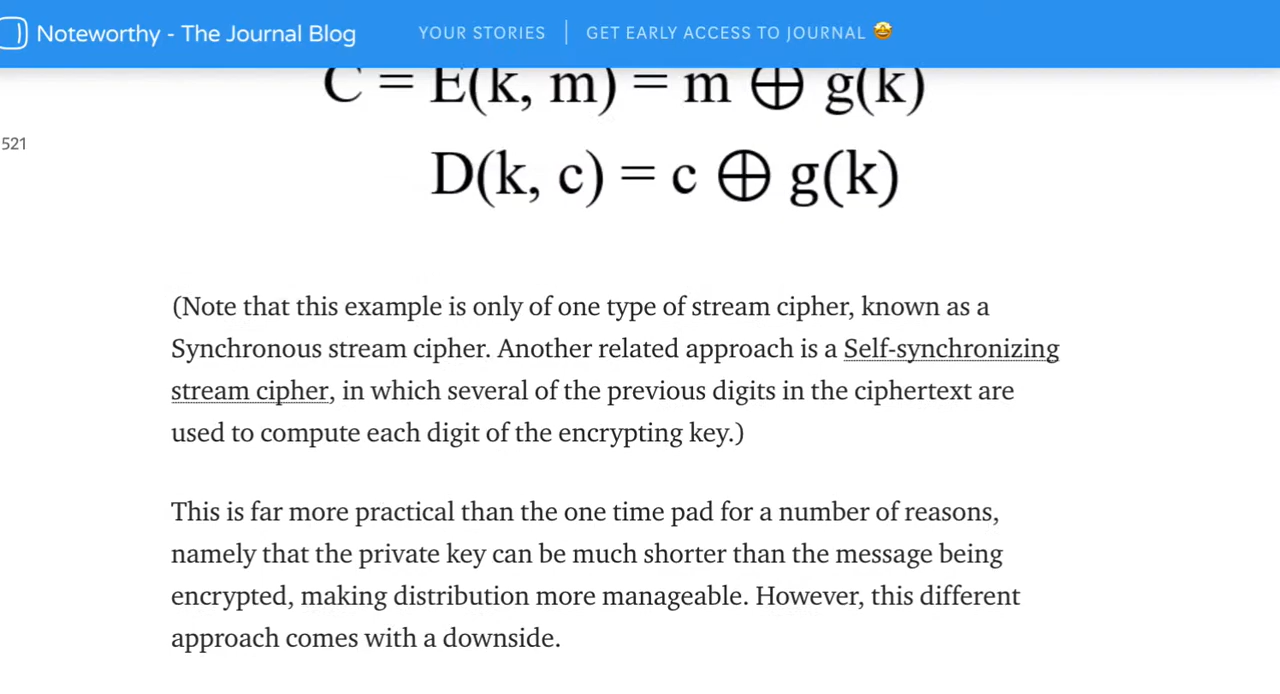 Noteworthy - The Journal Blog YOUR STORIES GET EARLY ACCESS TO JOURNAL 🤩
C = E(k, m) = m ⊕ g(k)
521
D(k, c) = c ⊕ g(k)
(Note that this example is only of one type of stream cipher, known as a
Synchronous stream cipher. Another related approach is a Self-synchronizing
stream cipher, in which several of the previous digits in the ciphertext are
used to compute each digit of the encrypting key.)
This is far more practical than the one time pad for a number of reasons,
namely that the private key can be much shorter than the message being
encrypted, making distribution more manageable. However, this different
approach comes with a downside.